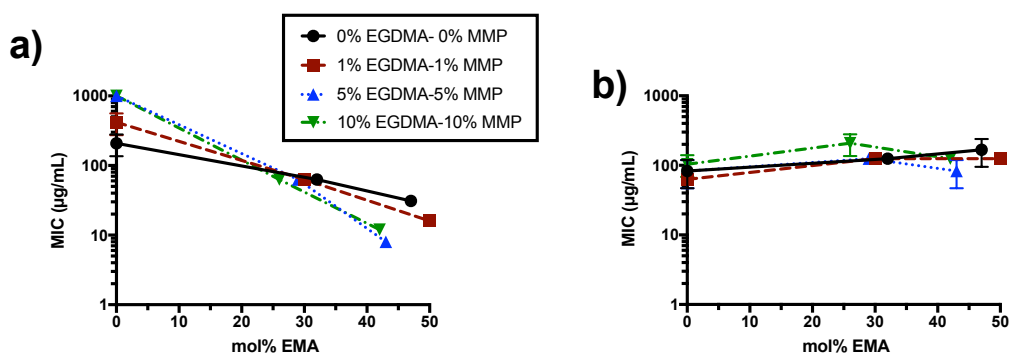 a)
0% EGDMA- 0% MMP
1% EGDMA-1% MMP
5% EGDMA-5% MMP
10% EGDMA-10% MMP
MIC (µg/mL)
1000
100
10
1
0 10 20 30 40 50
mol% EMA
b)
MIC (µg/mL)
1000
100
10
1
0 10 20 30 40 50
mol% EMA